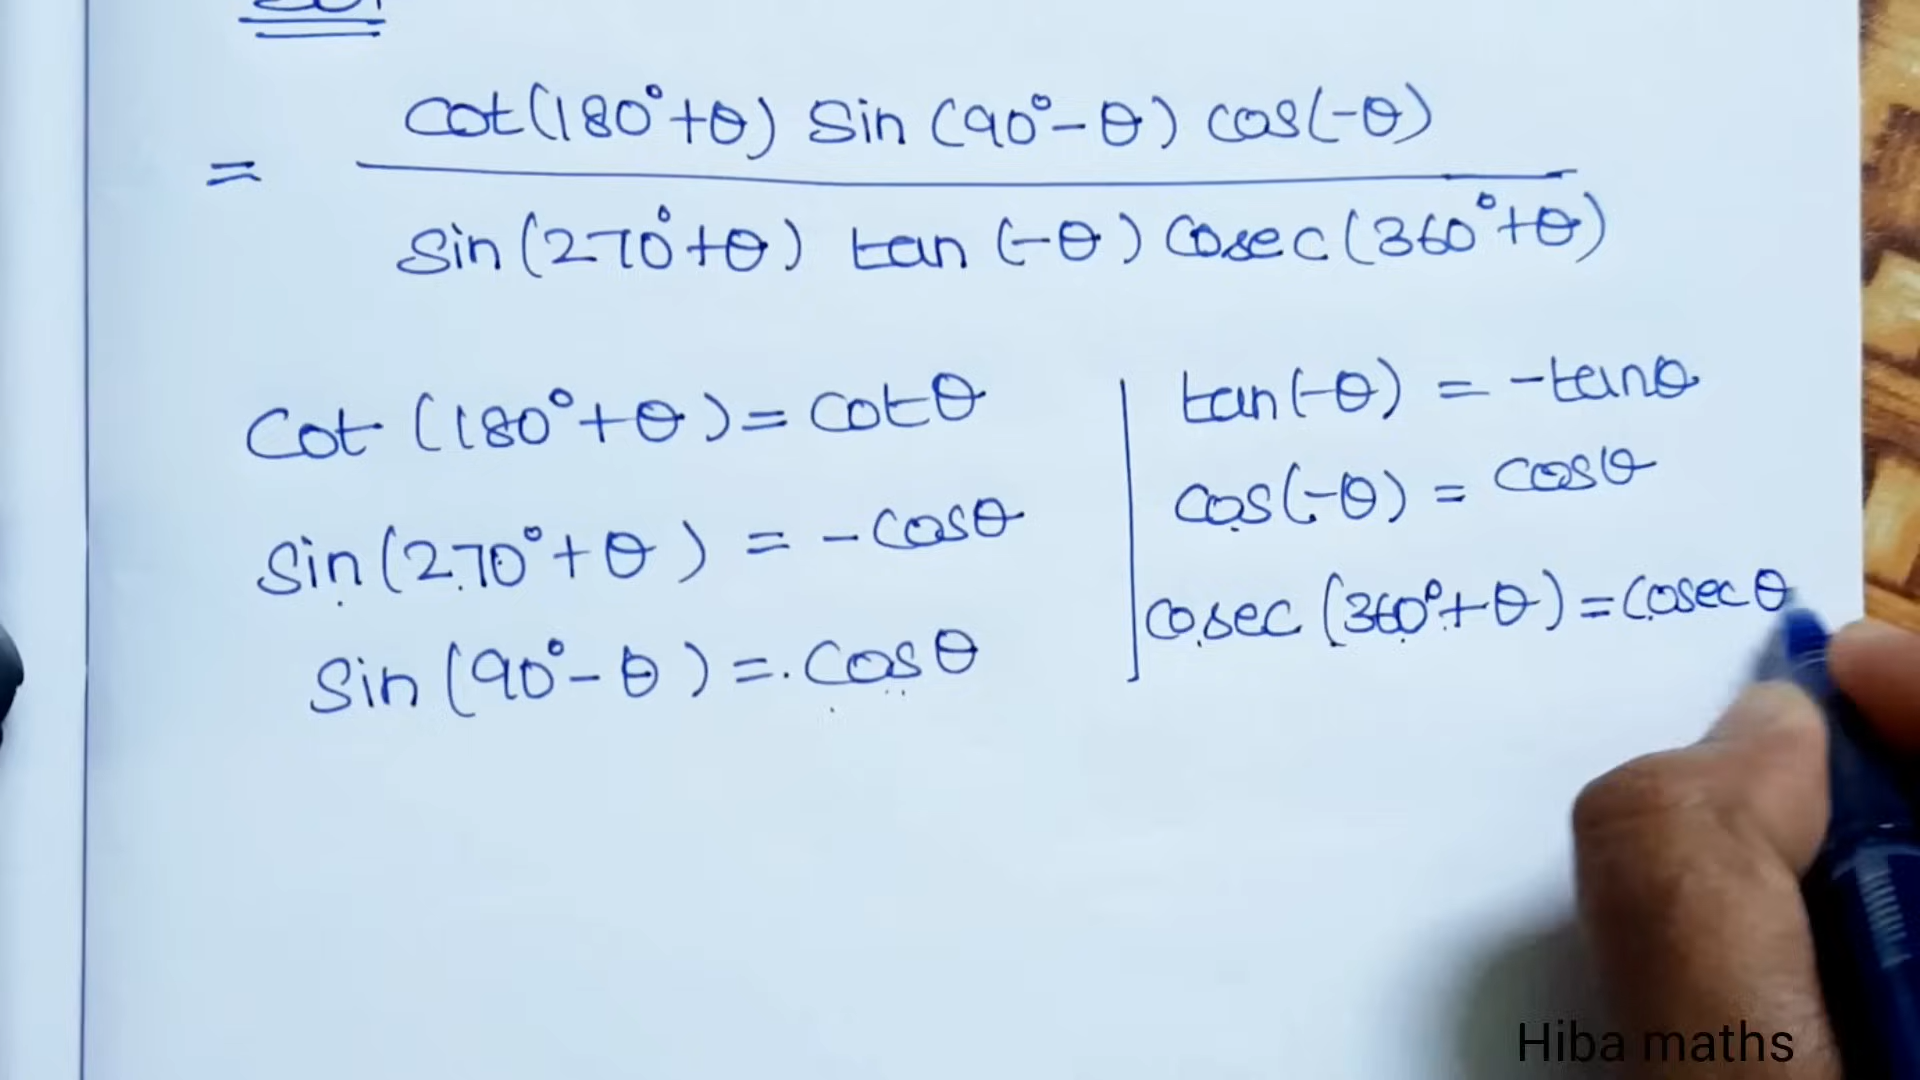 = cot(180°+θ) sin(90°-θ) cos(-θ)
sin(270°+θ) tan(-θ) cosec(360°+θ)
cot (180°+θ) = cotθ
sin(270°+θ) = -cosθ
sin(90°-θ) = cosθ
tan(-θ) = -tanθ
cos(-θ) = cosθ
cosec (360°+θ) = cosecθ
Hiba maths